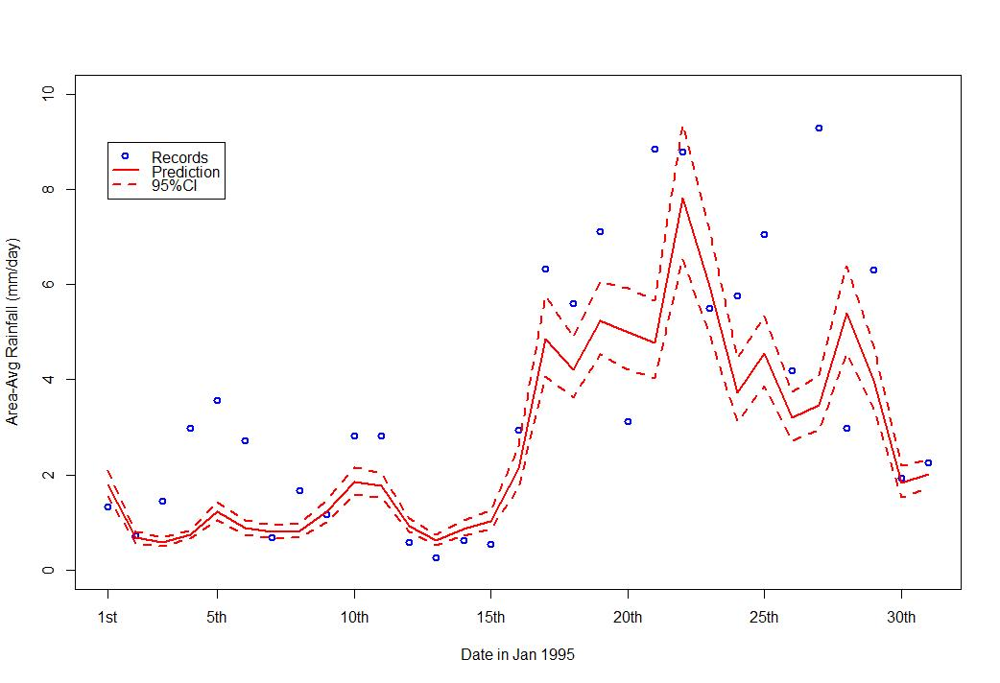 10
8
6
4
2
0
Area-Avg Rainfall (mm/day)
Records
Prediction
95%CI
1st 5th 10th 15th 20th 25th 30th
Date in Jan 1995